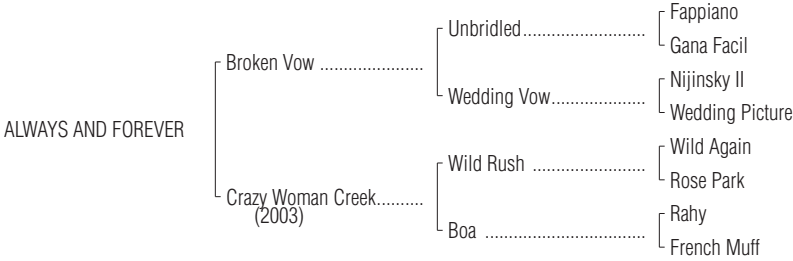 Fappiano
Unbridled..........................
Gana Facil
Broken Vow ......................
Nijinsky II
Wedding Vow....................
Wedding Picture
ALWAYS AND FOREVER
Wild Again
Wild Rush ........................
Rose Park
Crazy Woman Creek..........
(2003)
Rahy
Boa ..................................
French Muff